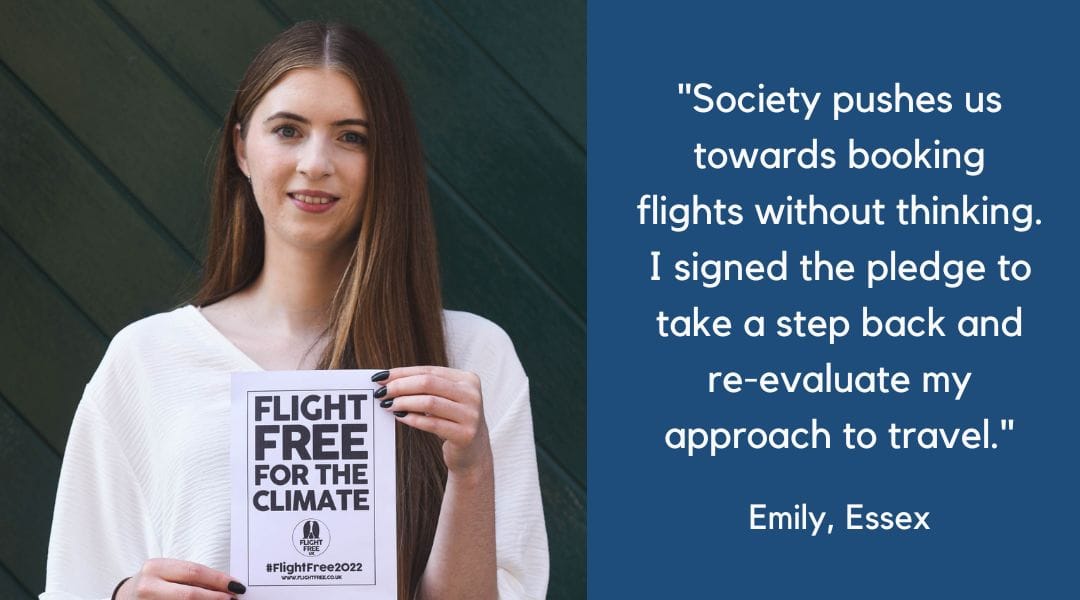 FLIGHT
FREE
FOR THE
CLIMATE
FLIGHT
FREE
UK
#FlightFree2022
WWW.FLIGHTFREE.CO.UK
"Society pushes us
towards booking
flights without thinking.
I signed the pledge to
take a step back and
re-evaluate my
approach to travel."
Emily, Essex